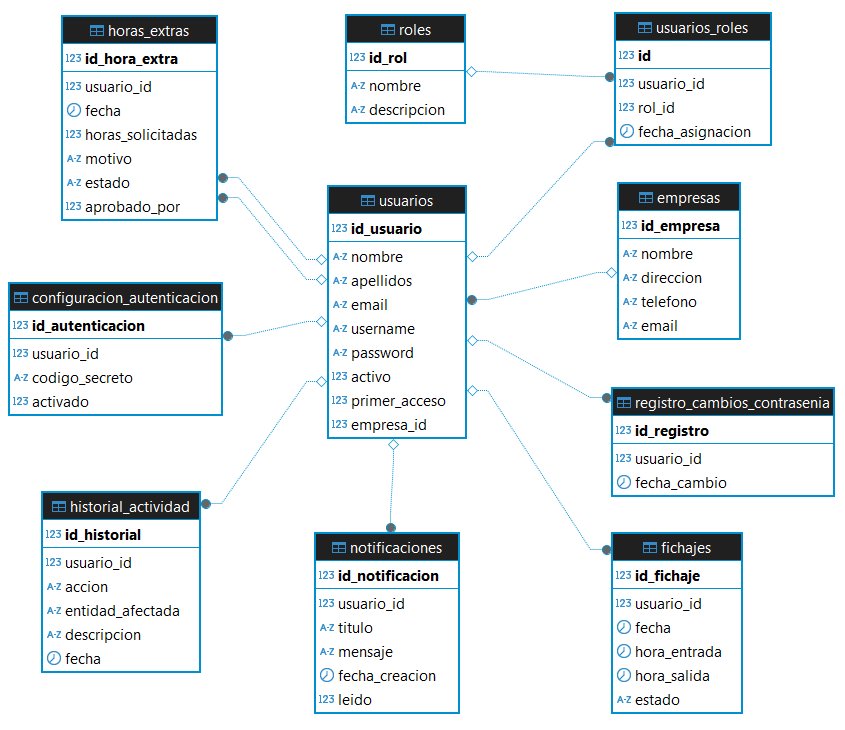 horas_extras
123 id_hora_extra
123 usuario_id
fecha
123 horas_solicitadas
A-Z motivo
A-Z estado
123 aprobado_por
roles
123 id_rol
A-Z nombre
A-Z descripcion
usuarios_roles
123 id
123 usuario_id
123 rol_id
fecha_asignacion
usuarios
123 id_usuario
A-Z nombre
A-Z apellidos
A-Z email
A-Z username
A-Z password
123 activo
123 primer_acceso
123 empresa_id
empresas
123 id_empresa
A-Z nombre
A-Z direccion
A-Z telefono
A-Z email
configuracion_autenticacion
123 id_autenticacion
123 usuario_id
A-Z codigo_secreto
123 activado
registro_cambios_contrasenia
123 id_registro
123 usuario_id
fecha_cambio
historial_actividad
123 id_historial
123 usuario_id
A-Z accion
A-Z entidad_afectada
A-Z descripcion
fecha
notificaciones
123 id_notificacion
123 usuario_id
A-Z titulo
A-Z mensaje
fecha_creacion
123 leido
fichajes
123 id_fichaje
123 usuario_id
fecha
hora_entrada
hora_salida
A-Z estado